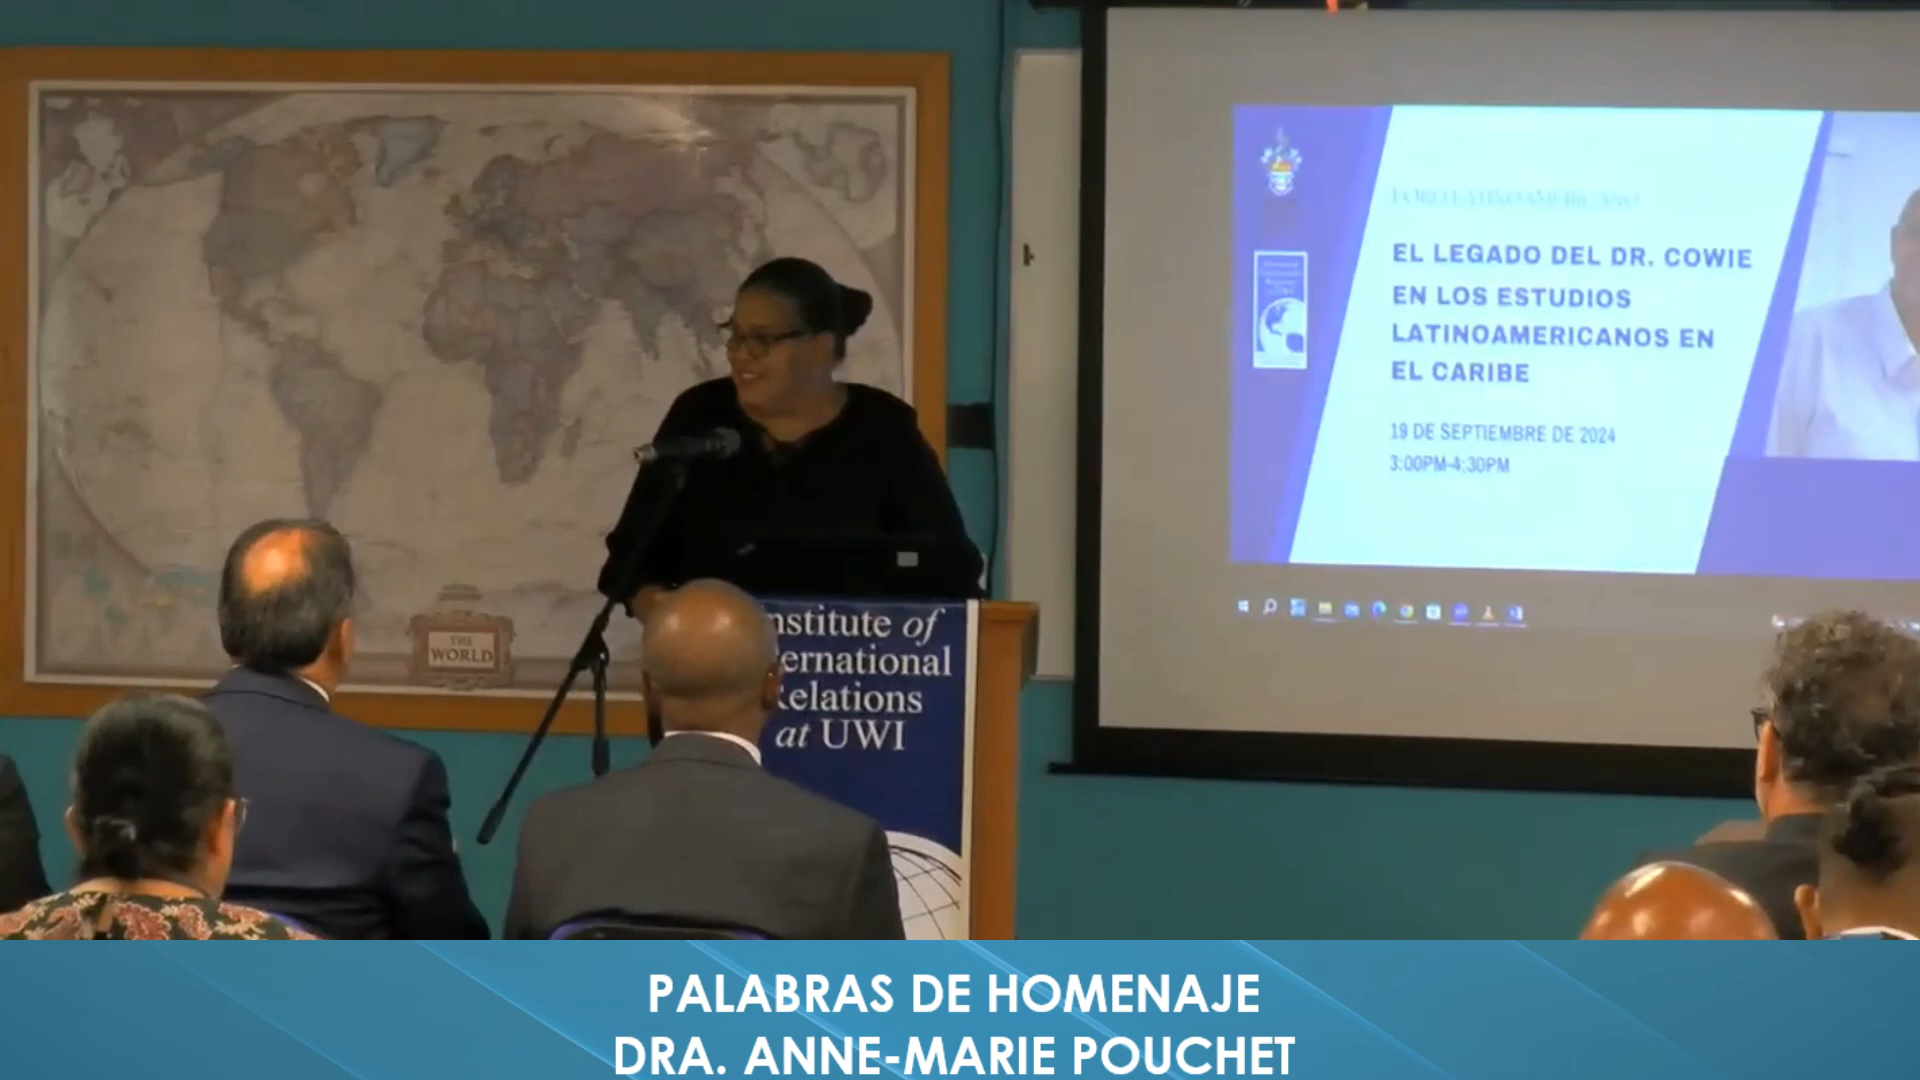 EL LEGADO DEL DR. COWIE
EN LOS ESTUDIOS
LATINOAMERICANOS EN
EL CARIBE
19 DE SEPTIEMBRE DE 2024
3:00PM-4:30PM
THE
WORLD
nstitute of
ernational
elations
at UWI
PALABRAS DE HOMENAJE
DRA. ANNE-MARIE POUCHET